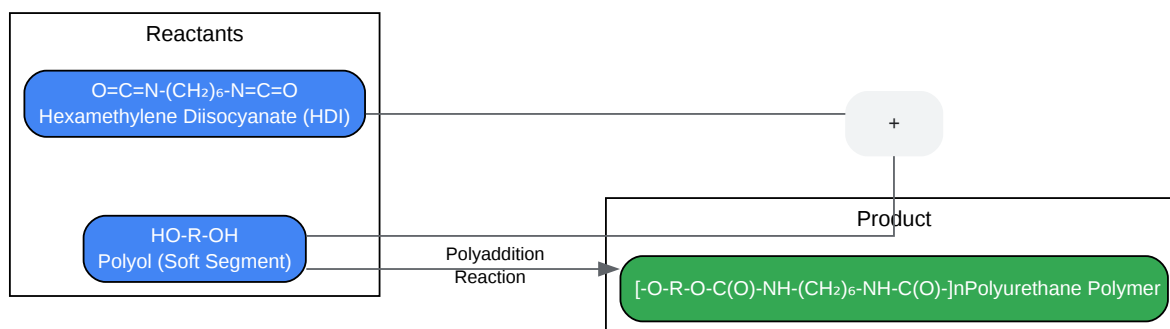 Reactants
O=C=N-(CH₂)₆-N=C=O
Hexamethylene Diisocyanate (HDI)
+
HO-R-OH
Polyol (Soft Segment)
Polyaddition
Reaction
Product
[-O-R-O-C(O)-NH-(CH₂)₆-NH-C(O)-]nPolyurethane Polymer